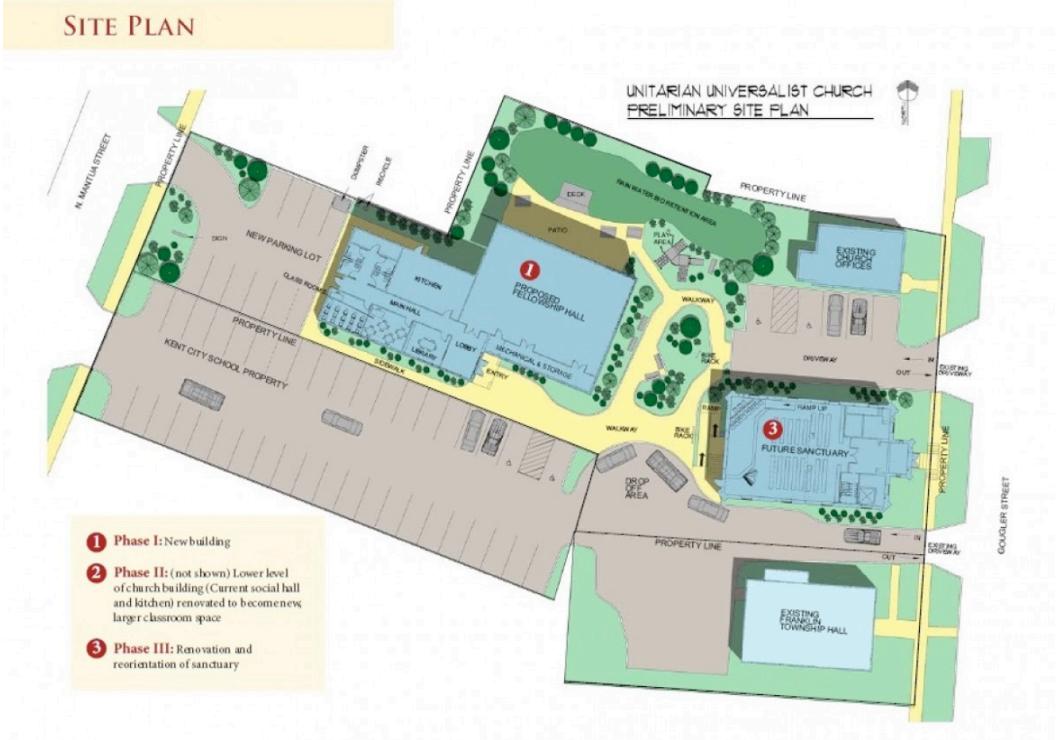 SITE PLAN
UNITARIAN UNIVERSALIST CHURCH
PRELIMINARY SITE PLAN
NORTH
N. MANTUA STREET
PROPERTY LINE
DUMPSTER
RECYCLE
PROPERTY LINE
PROPERTY LINE
RAIN WATER BIO RETENTION AREA
DECK
PATIO
PLAY
AREA
SIGN
NEW PARKING LOT
CLASS ROOMS
KITCHEN
1
PROPOSED
FELLOWSHIP HALL
EXISTING
CHURCH
OFFICES
MAIN HALL
LOBBY
LIBRARY
MECHANICAL & STORAGE
ENTRY
SIDEWALK
WALKWAY
BIKE
RACK
DRIVEWAY
IN
OUT
EXISTING
DRIVEWAY
PROPERTY LINE
KENT CITY SCHOOL PROPERTY
WALKWAY
BIKE
RACK
RAMP
RAMP UP
3
FUTURE SANCTUARY
PROPERTY LINE
GOUGLER STREET
DROP
OFF
AREA
IN
OUT
EXISTING
DRIVEWAY
PROPERTY LINE
EXISTING
FRANKLIN
TOWNSHIP HALL
1 Phase I: New building
2 Phase II: (not shown) Lower level
of church building (Current social hall
and kitchen) renovated to become new,
larger classroom space
3 Phase III: Renovation and
reorientation of sanctuary